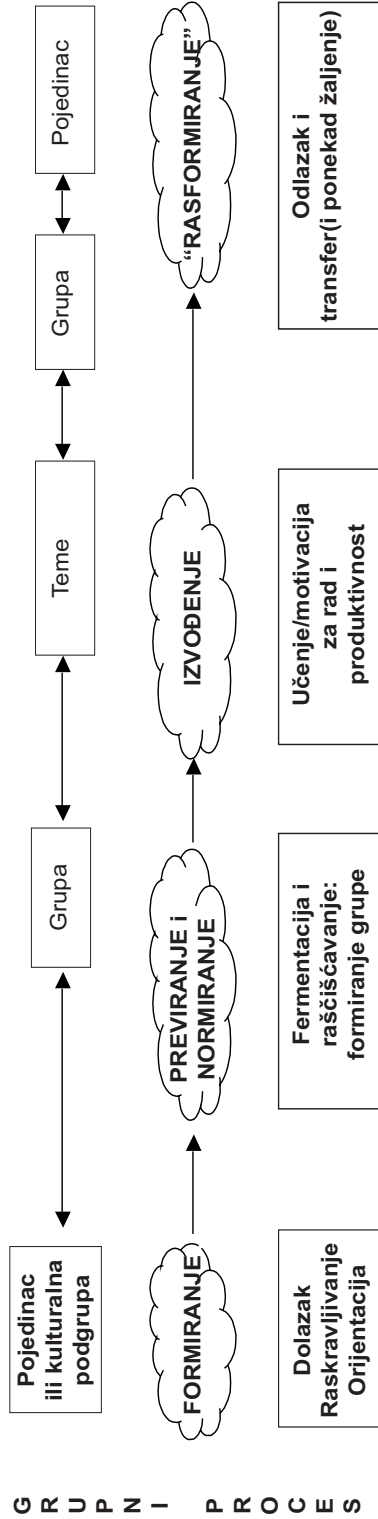 GRUPNI PROCES
Pojedinac
ili kulturalna
podgrupa
Grupa
Teme
Grupa
Pojedinac
FORMIRANJE
PREVIRANJE i
NORMIRANJE
IZVOĐENJE
“RASFORMIRANJE”
Dolazak
Raskravljivanje
Orijentacija
Fermentacija i
raščišćavanje:
formiranje grupe
Učenje/motivacija
za rad i
produktivnost
Odlazak i
transfer(i ponekad žaljenje)